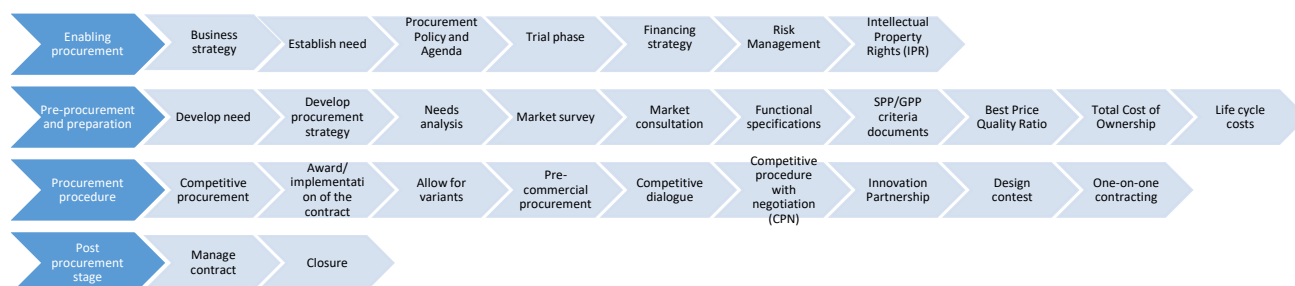 Enabling
procurement
Business
strategy
Establish need
Procurement
Policy and
Agenda
Trial phase
Financing
strategy
Risk
Management
Intellectual
Property
Rights (IPR)
Pre-procurement
and preparation
Develop need
Develop
procurement
strategy
Needs
analysis
Market survey
Market
consultation
Functional
specifications
SPP/GPP
criteria
documents
Best Price
Quality Ratio
Total Cost of
Ownership
Life cycle
costs
Procurement
procedure
Competitive
procurement
Award/
implementati
on of the
contract
Allow for
variants
Pre-
commercial
procurement
Competitive
dialogue
Competitive
procedure
with
negotiation
(CPN)
Innovation
Partnership
Design
contest
One-on-one
contracting
Post
procurement
stage
Manage
contract
Closure